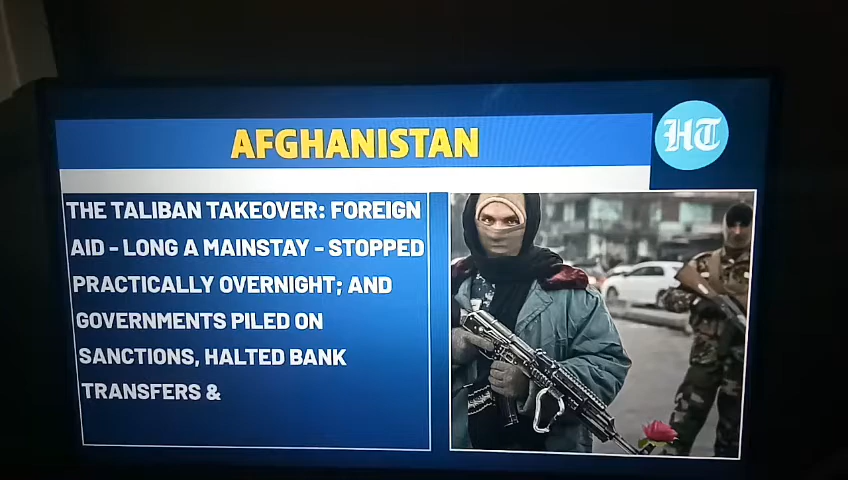 AFGHANISTAN
HT
THE TALIBAN TAKEOVER: FOREIGN
AID - LONG A MAINSTAY - STOPPED
PRACTICALLY OVERNIGHT; AND
GOVERNMENTS PILED ON
SANCTIONS, HALTED BANK
TRANSFERS &